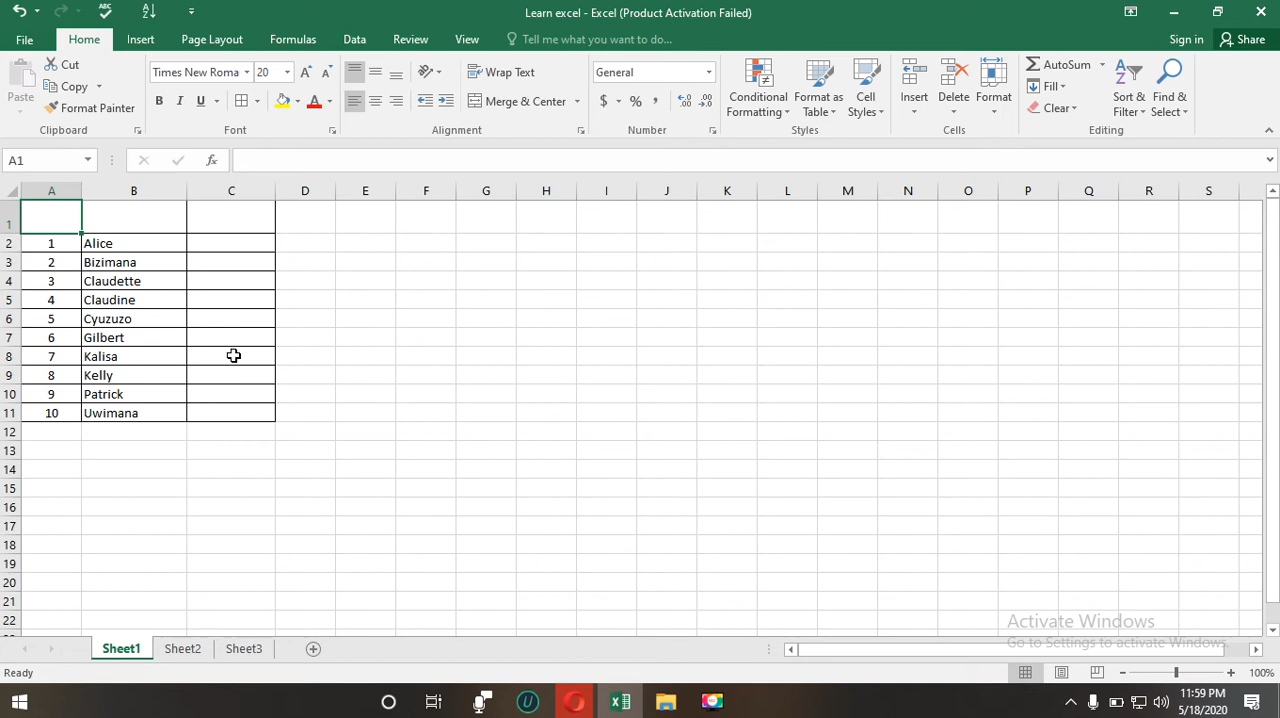 Learn excel - Excel (Product Activation Failed)
File Home Insert Page Layout Formulas Data Review View Tell me what you want to do... Sign in Share
Paste Cut Copy Format Painter Clipboard
Times New Roma 20 B I U A Font
Wrap Text Merge & Center Alignment
General $ % , Number
Conditional Formatting Format as Table Cell Styles Styles
Insert Delete Format Cells
AutoSum Fill Clear Sort & Filter Find & Select Editing
A1 fx
A B C D E F G H I J K L M N O P Q R S
1
2 1 Alice
3 2 Bizimana
4 3 Claudette
5 4 Claudine
6 5 Cyuzuzo
7 6 Gilbert
8 7 Kalisa
9 8 Kelly
10 9 Patrick
11 10 Uwimana
12
13
14
15
16
17
18
19
20
21
22
Activate Windows
Go to Settings to activate Windows.
Sheet1 Sheet2 Sheet3
Ready 100%
11:59 PM
5/18/2020